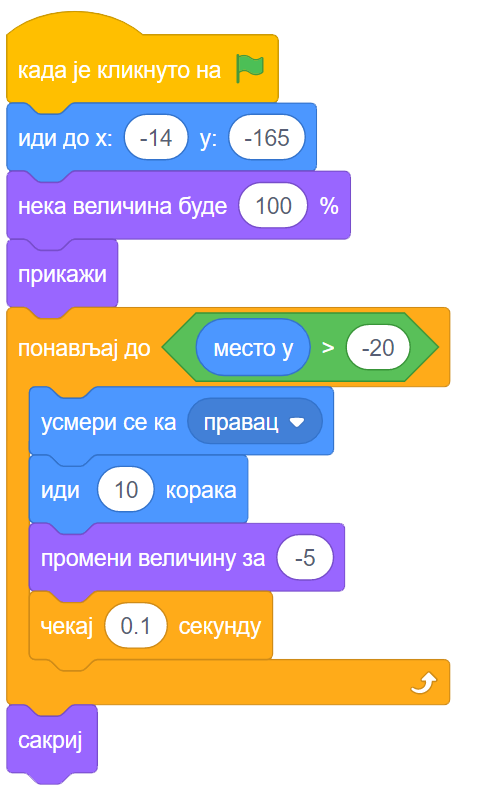 када је кликнуто на
иди до x: -14 y: -165
нека величина буде 100 %
прикажи
понављај до место y > -20
усмери се ка правац
иди 10 корака
промени величину за -5
чекај 0.1 секунду
сакриј